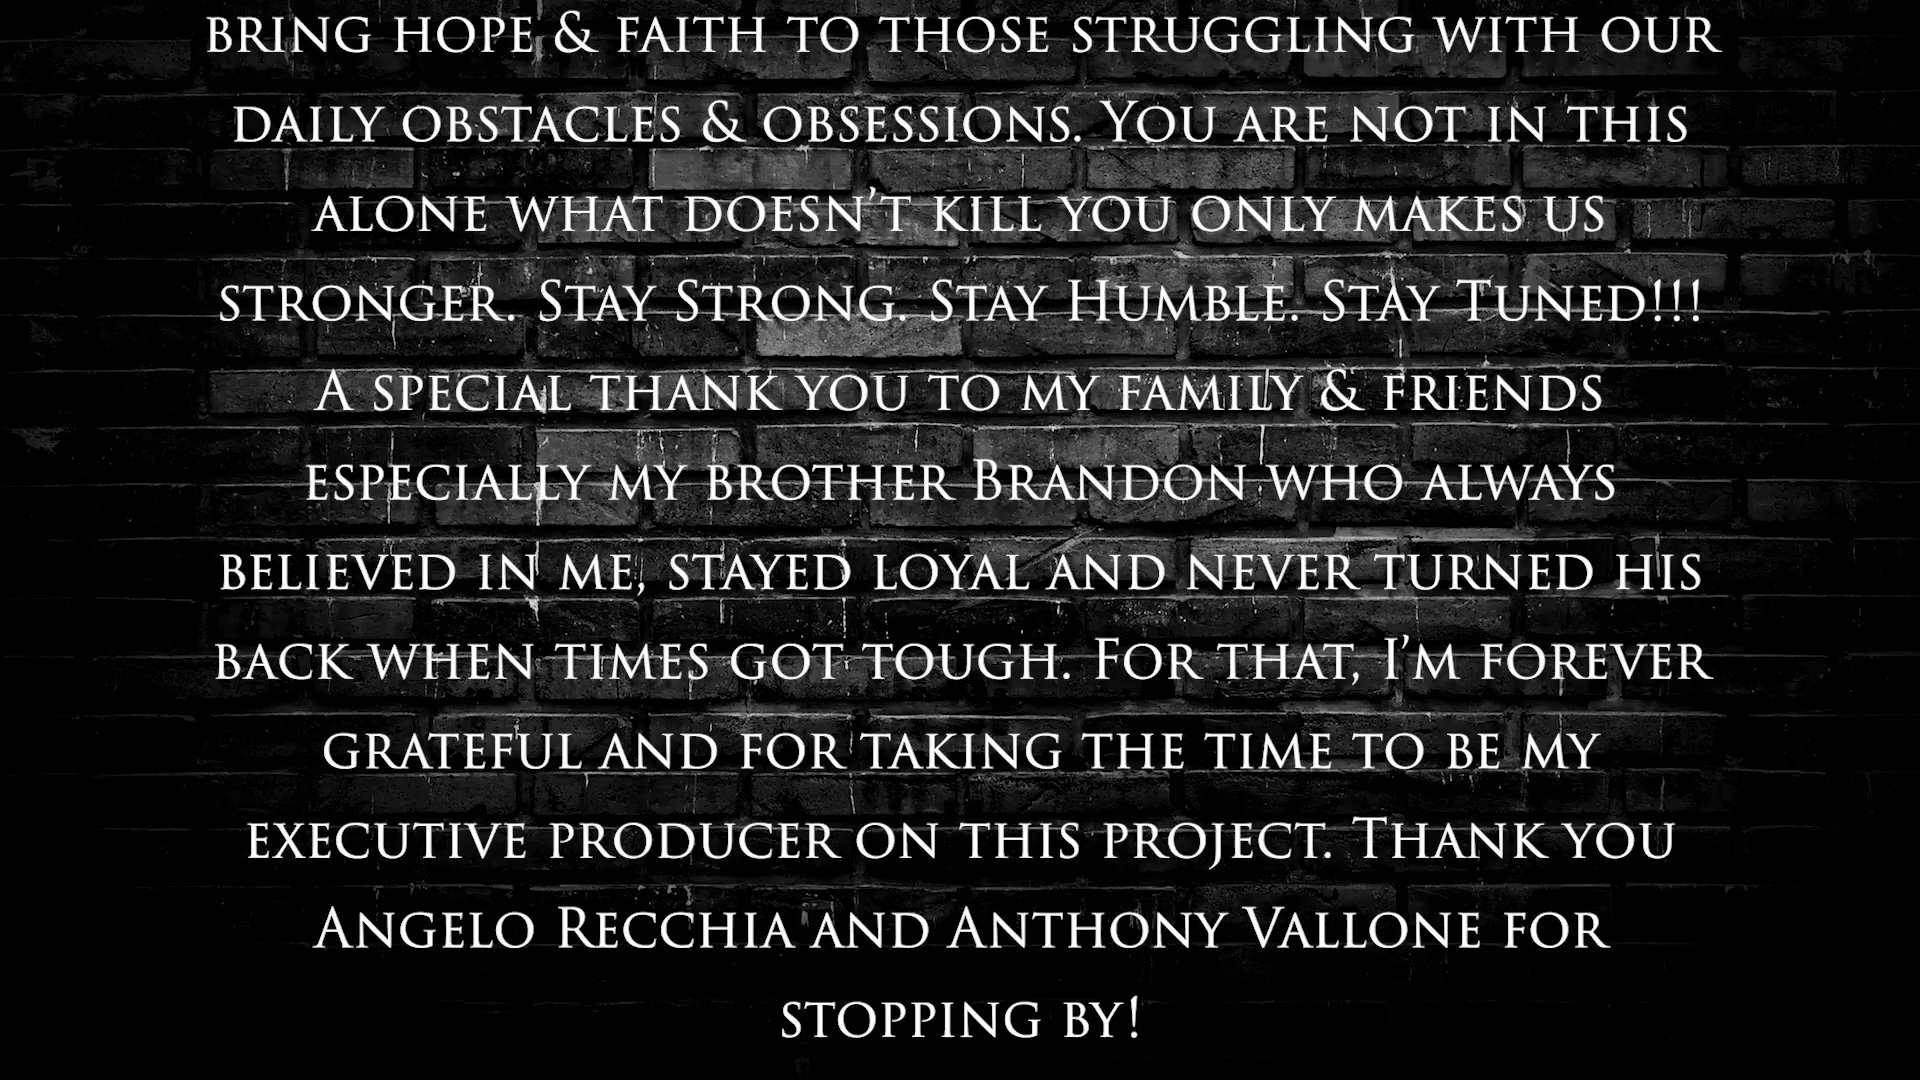 bring hope & faith to those struggling with our
daily obstacles & obsessions. You are not in this
alone what doesn't kill you only makes us
stronger. Stay Strong. Stay Humble. Stay Tuned!!!
A special thank you to my family & friends
especially my brother Brandon who always
believed in me, stayed loyal and never turned his
back when times got tough. For that, I'm forever
grateful and for taking the time to be my
executive producer on this project. Thank you
Angelo Recchia and Anthony Vallone for
stopping by!